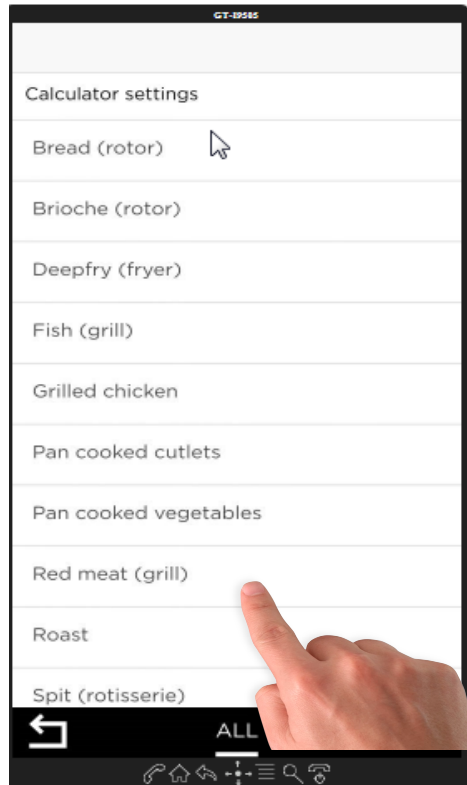 GT-I9505
Calculator settings
Bread (rotor)
Brioche (rotor)
Deepfry (fryer)
Fish (grill)
Grilled chicken
Pan cooked cutlets
Pan cooked vegetables
Red meat (grill)
Roast
Spit (rotisserie)
ALL